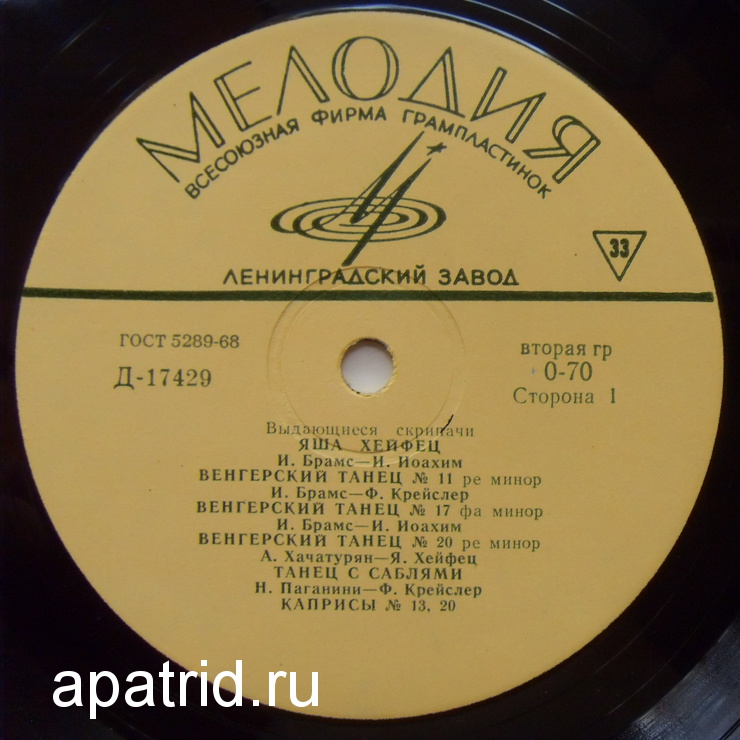 МЕЛОДИЯ
ВСЕСОЮЗНАЯ ФИРМА ГРАМПЛАСТИНОК
33
ЛЕНИНГРАДСКИЙ ЗАВОД
ГОСТ 5289-68
Д-17429
вторая гр
0-70
Сторона 1
Выдающиеся скрипачи
ЯША ХЕЙФЕЦ
И. Брамс—И. Иоахим
ВЕНГЕРСКИЙ ТАНЕЦ № 11 ре минор
И. Брамс—Ф. Крейслер
ВЕНГЕРСКИЙ ТАНЕЦ № 17 фа минор
И. Брамс—И. Иоахим
ВЕНГЕРСКИЙ ТАНЕЦ № 20 ре минор
А. Хачатурян—Я. Хейфец
ТАНЕЦ С САБЛЯМИ
Н. Паганини—Ф. Крейслер
КАПРИСЫ № 13, 20
apatrid.ru